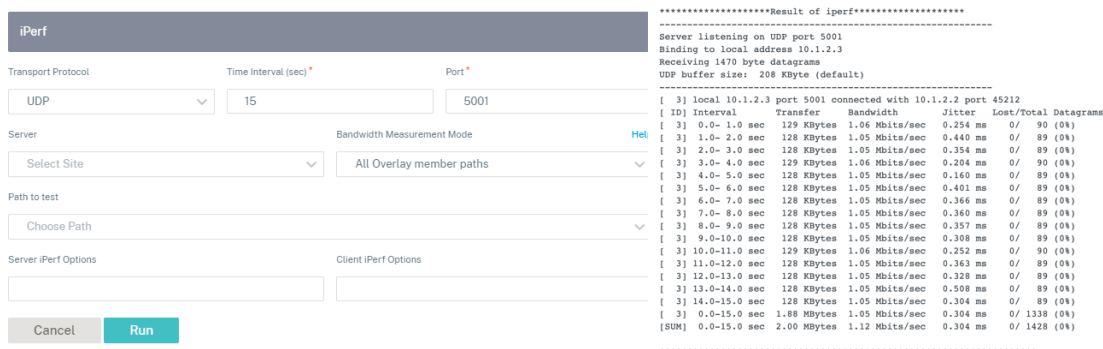 iPerf
Transport Protocol
Time Interval (sec) *
Port *
UDP
15
5001
Server
Bandwidth Measurement Mode
Hel
Select Site
All Overlay member paths
Path to test
Choose Path
Server iPerf Options
Client iPerf Options
Cancel
Run
********************Result of iperf********************
------------------------------------------------------------
Server listening on UDP port 5001
Binding to local address 10.1.2.3
Receiving 1470 byte datagrams
UDP buffer size:  208 KByte (default)
------------------------------------------------------------
[  3] local 10.1.2.3 port 5001 connected with 10.1.2.2 port 45212
[ ID] Interval       Transfer     Bandwidth        Jitter   Lost/Total Datagrams
[  3]  0.0- 1.0 sec   129 KBytes  1.06 Mbits/sec   0.254 ms    0/   90 (0%)
[  3]  1.0- 2.0 sec   128 KBytes  1.05 Mbits/sec   0.440 ms    0/   89 (0%)
[  3]  2.0- 3.0 sec   128 KBytes  1.05 Mbits/sec   0.354 ms    0/   89 (0%)
[  3]  3.0- 4.0 sec   129 KBytes  1.06 Mbits/sec   0.204 ms    0/   90 (0%)
[  3]  4.0- 5.0 sec   128 KBytes  1.05 Mbits/sec   0.160 ms    0/   89 (0%)
[  3]  5.0- 6.0 sec   128 KBytes  1.05 Mbits/sec   0.401 ms    0/   89 (0%)
[  3]  6.0- 7.0 sec   128 KBytes  1.05 Mbits/sec   0.366 ms    0/   89 (0%)
[  3]  7.0- 8.0 sec   128 KBytes  1.05 Mbits/sec   0.360 ms    0/   89 (0%)
[  3]  8.0- 9.0 sec   128 KBytes  1.05 Mbits/sec   0.357 ms    0/   89 (0%)
[  3]  9.0-10.0 sec   128 KBytes  1.05 Mbits/sec   0.308 ms    0/   89 (0%)
[  3] 10.0-11.0 sec   129 KBytes  1.06 Mbits/sec   0.252 ms    0/   90 (0%)
[  3] 11.0-12.0 sec   128 KBytes  1.05 Mbits/sec   0.363 ms    0/   89 (0%)
[  3] 12.0-13.0 sec   128 KBytes  1.05 Mbits/sec   0.328 ms    0/   89 (0%)
[  3] 13.0-14.0 sec   128 KBytes  1.05 Mbits/sec   0.508 ms    0/   89 (0%)
[  3] 14.0-15.0 sec   128 KBytes  1.05 Mbits/sec   0.304 ms    0/   89 (0%)
[  3]  0.0-15.0 sec  1.88 MBytes  1.05 Mbits/sec   0.304 ms    0/ 1338 (0%)
[SUM]  0.0-15.0 sec  2.00 MBytes  1.12 Mbits/sec   0.304 ms    0/ 1428 (0%)